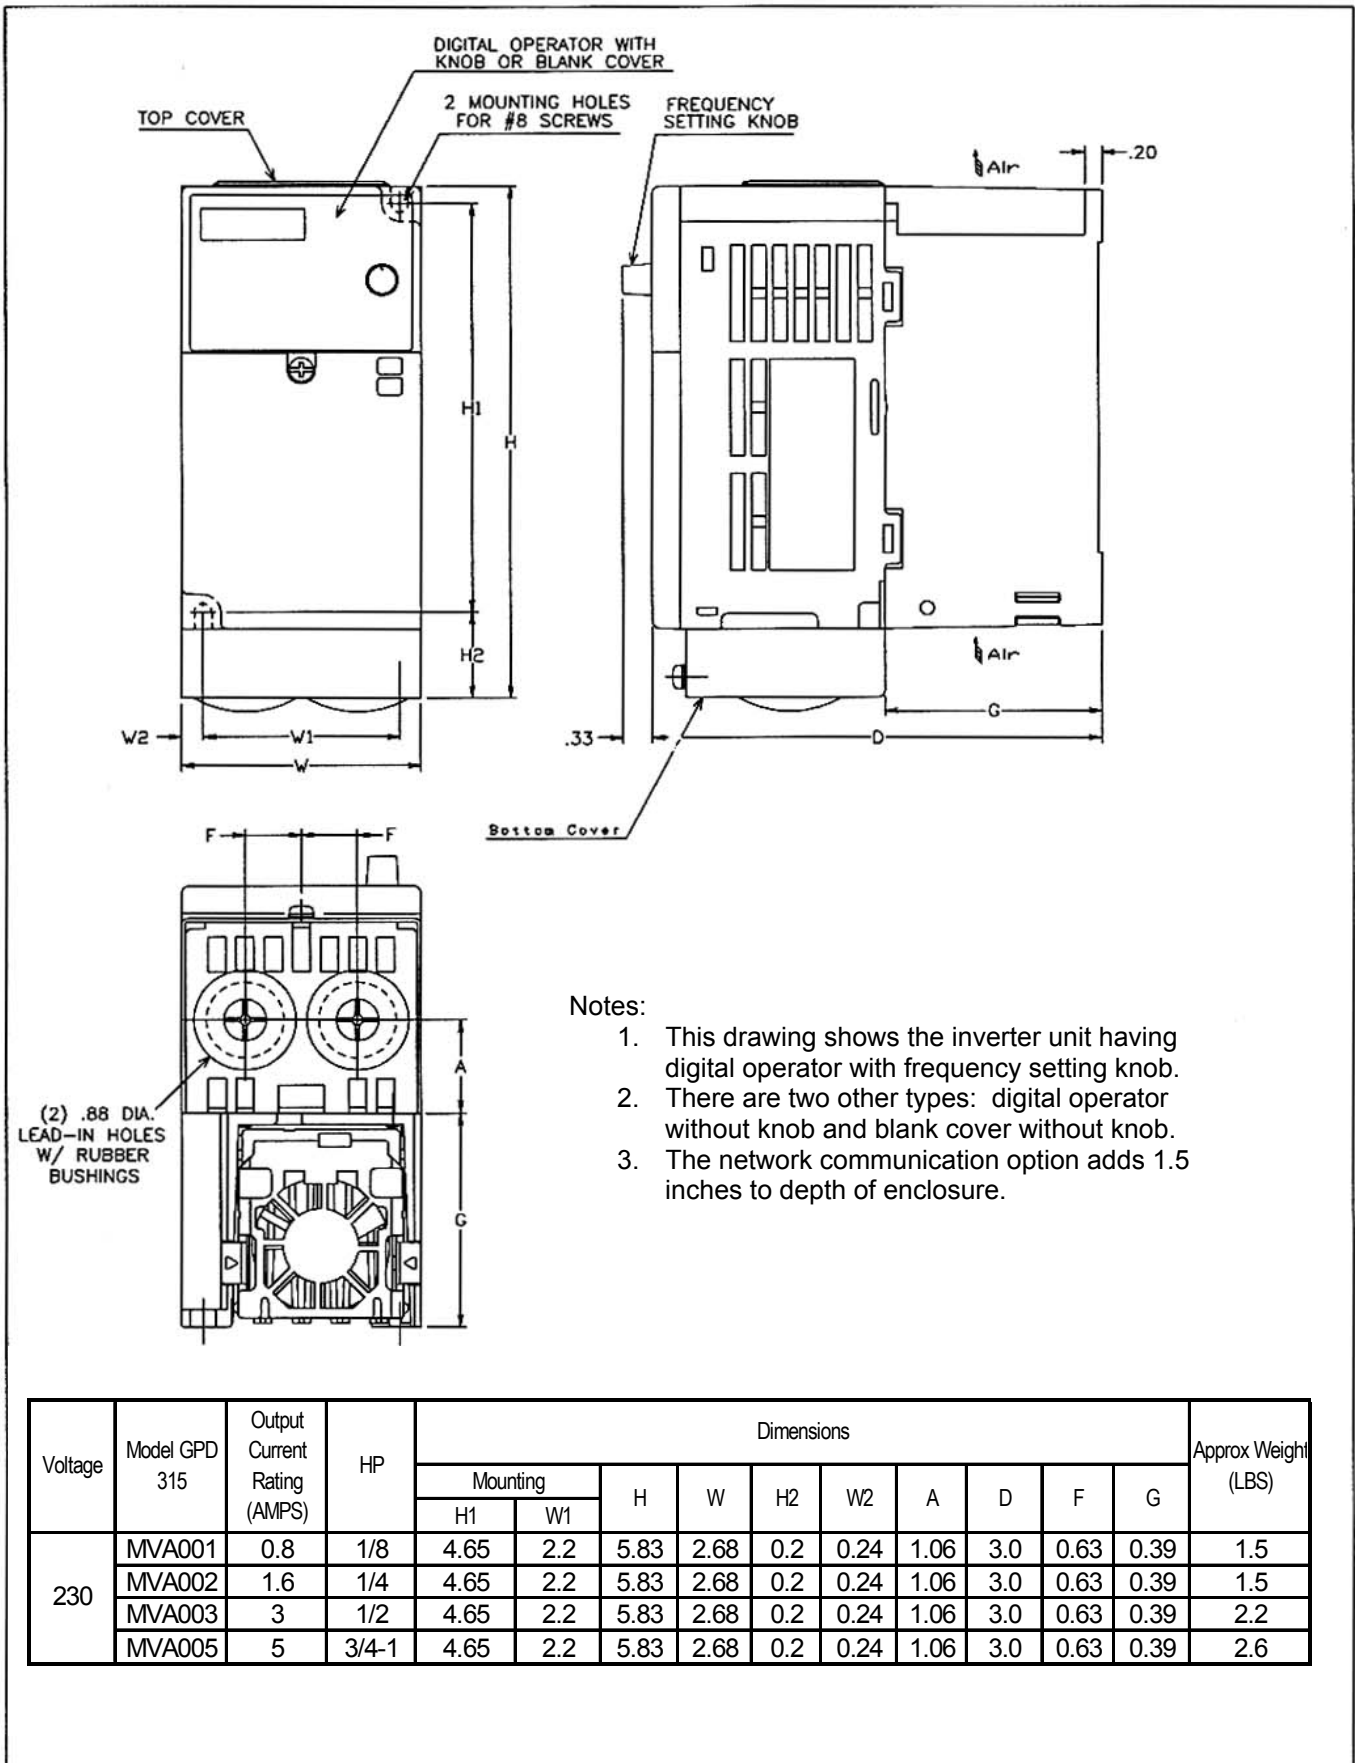 DIGITAL OPERATOR WITH
KNOB OR BLANK COVER
2 MOUNTING HOLES
FOR #8 SCREWS
FREQUENCY
SETTING KNOB
TOP COVER
Air
.20
H1
H
H2
Air
G
W2
W1
.33
D
W
Bottom Cover
F
F
A
(2) .88 DIA.
LEAD-IN HOLES
W/ RUBBER
BUSHINGS
G
Notes:
1. This drawing shows the inverter unit having
digital operator with frequency setting knob.
2. There are two other types: digital operator
without knob and blank cover without knob.
3. The network communication option adds 1.5
inches to depth of enclosure.
Voltage Model GPD 315 Output Current Rating (AMPS) HP Dimensions Approx Weight (LBS)
Mounting H W H2 W2 A D F G
H1 W1
230
MVA001 0.8 1/8 4.65 2.2 5.83 2.68 0.2 0.24 1.06 3.0 0.63 0.39 1.5
MVA002 1.6 1/4 4.65 2.2 5.83 2.68 0.2 0.24 1.06 3.0 0.63 0.39 1.5
MVA003 3 1/2 4.65 2.2 5.83 2.68 0.2 0.24 1.06 3.0 0.63 0.39 2.2
MVA005 5 3/4-1 4.65 2.2 5.83 2.68 0.2 0.24 1.06 3.0 0.63 0.39 2.6